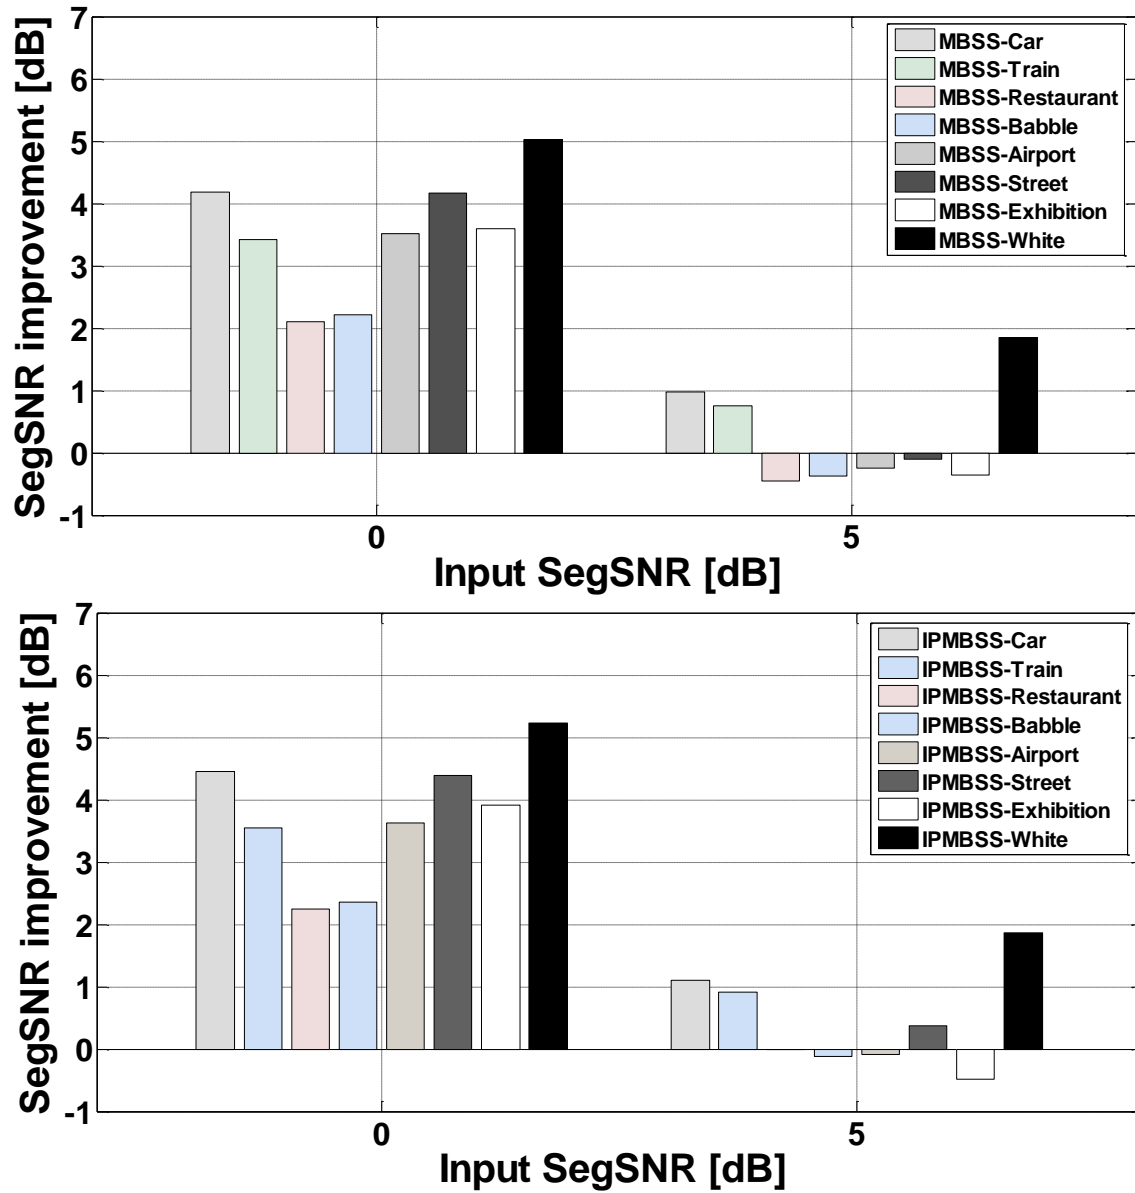 SegSNR improvement [dB]
7
6
5
4
3
2
1
0
-1
MBSS-Car
MBSS-Train
MBSS-Restaurant
MBSS-Babble
MBSS-Airport
MBSS-Street
MBSS-Exhibition
MBSS-White
0 5
Input SegSNR [dB]
SegSNR improvement [dB]
7
6
5
4
3
2
1
0
-1
IPMBSS-Car
IPMBSS-Train
IPMBSS-Restaurant
IPMBSS-Babble
IPMBSS-Airport
IPMBSS-Street
IPMBSS-Exhibition
IPMBSS-White
0 5
Input SegSNR [dB]